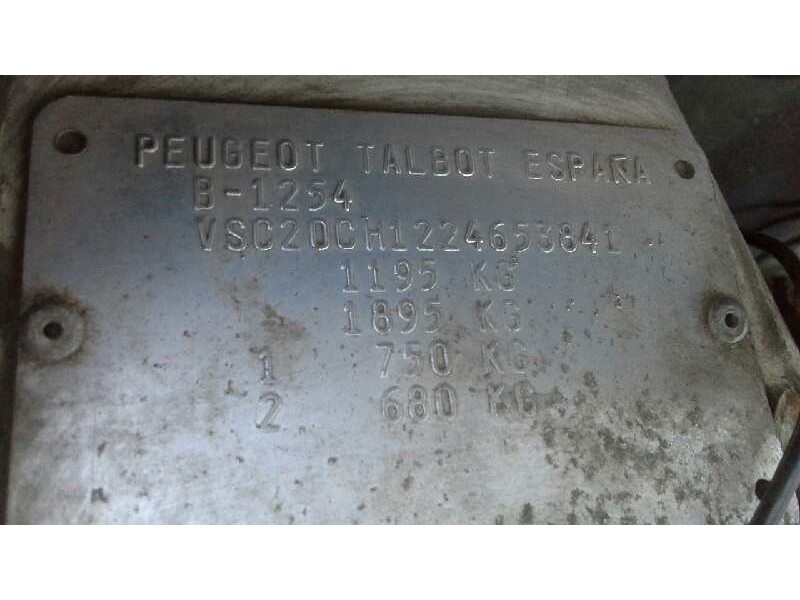 PEUGEOT TALBOT ESPAÑA
B-1254
VSC20CH1224653841
1195 KG
1895 KG
1 750 KG
2 680 KG